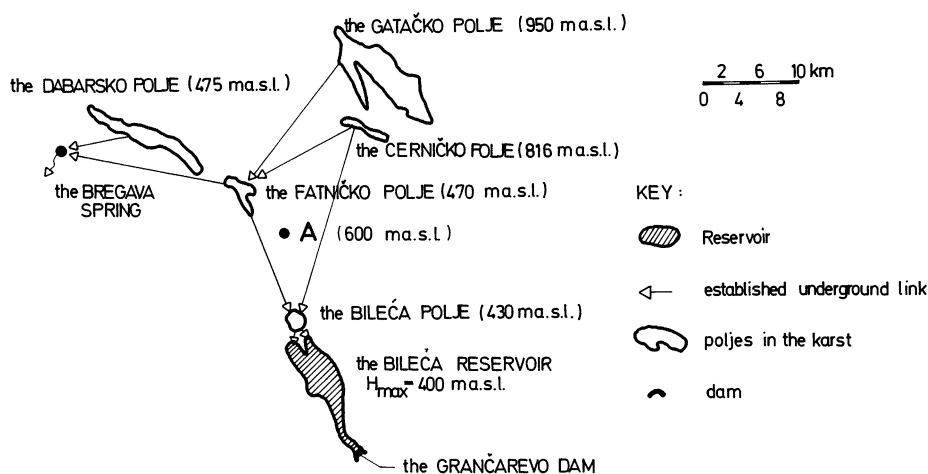 the GATAČKO POLJE (950 m a.s.l.)
2 6 10 km
0 4 8
the DABARSKO POLJE (475 m a.s.l.)
the CERNIČKO POLJE (816 m a.s.l.)
the BREGAVA
SPRING
the FATNIČKO POLJE (470 m a.s.l.)
A (600 m a.s.l.)
the BILEĆA POLJE (430 m a.s.l.)
the BILEĆA RESERVOIR
Hmax = 400 m a.s.l.
the GRANČAREVO DAM
KEY :
Reservoir
established underground link
poljes in the karst
dam